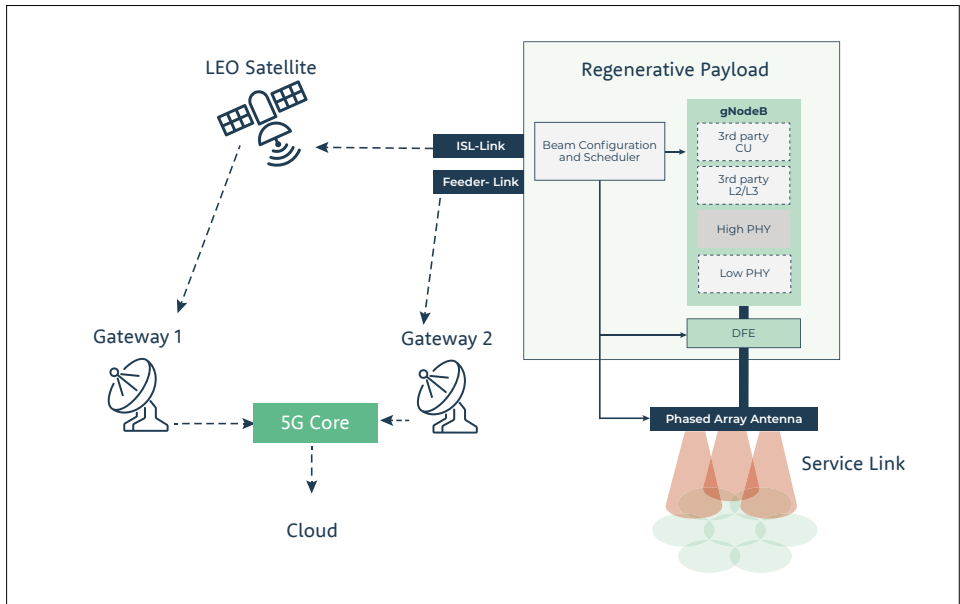 LEO Satellite
Regenerative Payload
gNodeB
3rd party
CU
ISL-Link
Beam Configuration
and Scheduler
Feeder- Link
3rd party
L2/L3
High PHY
Low PHY
Gateway 1
Gateway 2
DFE
5G Core
Phased Array Antenna
Service Link
Cloud